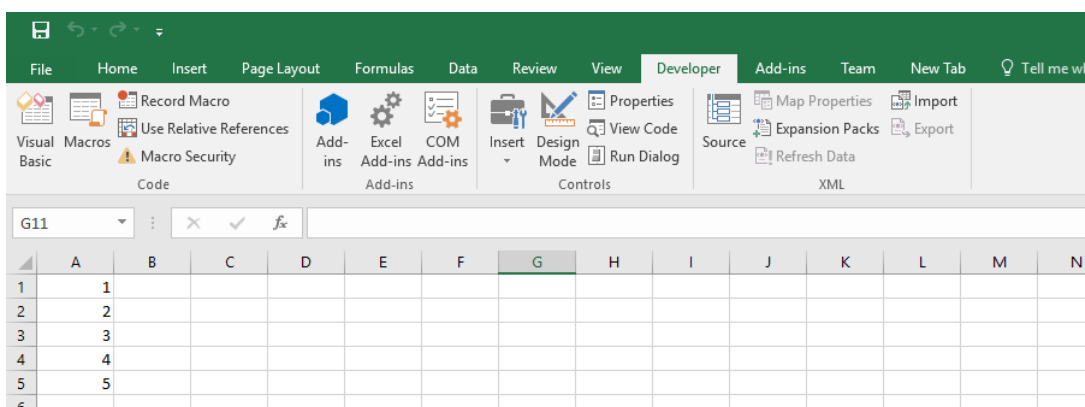 File Home Insert Page Layout Formulas Data Review View Developer Add-ins Team New Tab Tell me
Visual Basic
Macros
Record Macro
Use Relative References
Macro Security
Code
Add-ins
Excel Add-ins
COM Add-ins
Add-ins
Insert
Design Mode
Properties
View Code
Run Dialog
Controls
Source
Map Properties
Expansion Packs
Refresh Data
Import
Export
XML
G11 fx
A B C D E F G H I J K L M N
1 1
2 2
3 3
4 4
5 5